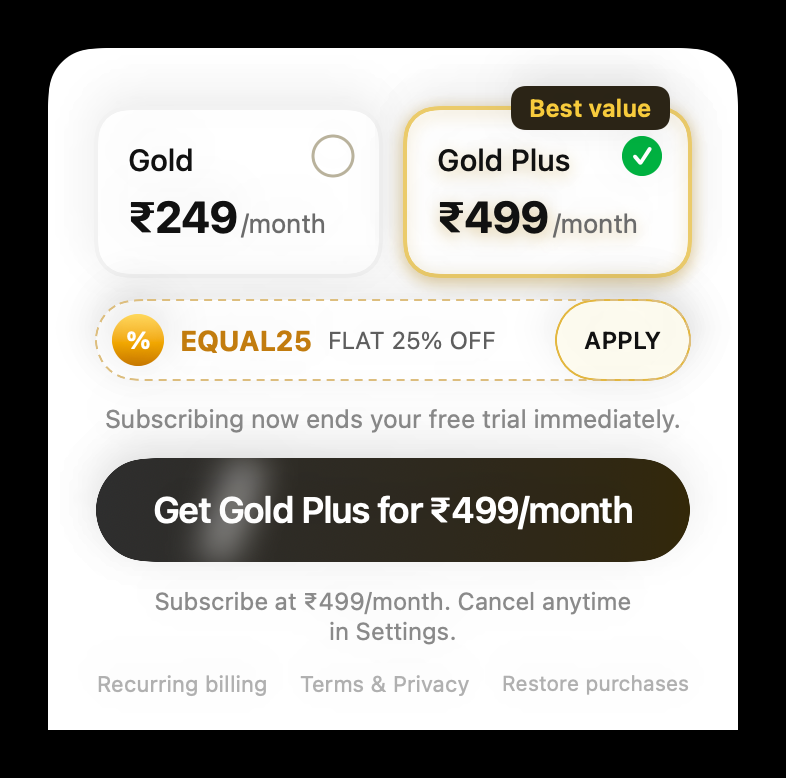 Best value
Gold
₹249/month
Gold Plus
₹499/month
% EQUAL25 FLAT 25% OFF APPLY
Subscribing now ends your free trial immediately.
Get Gold Plus for ₹499/month
Subscribe at ₹499/month. Cancel anytime
in Settings.
Recurring billing Terms & Privacy Restore purchases